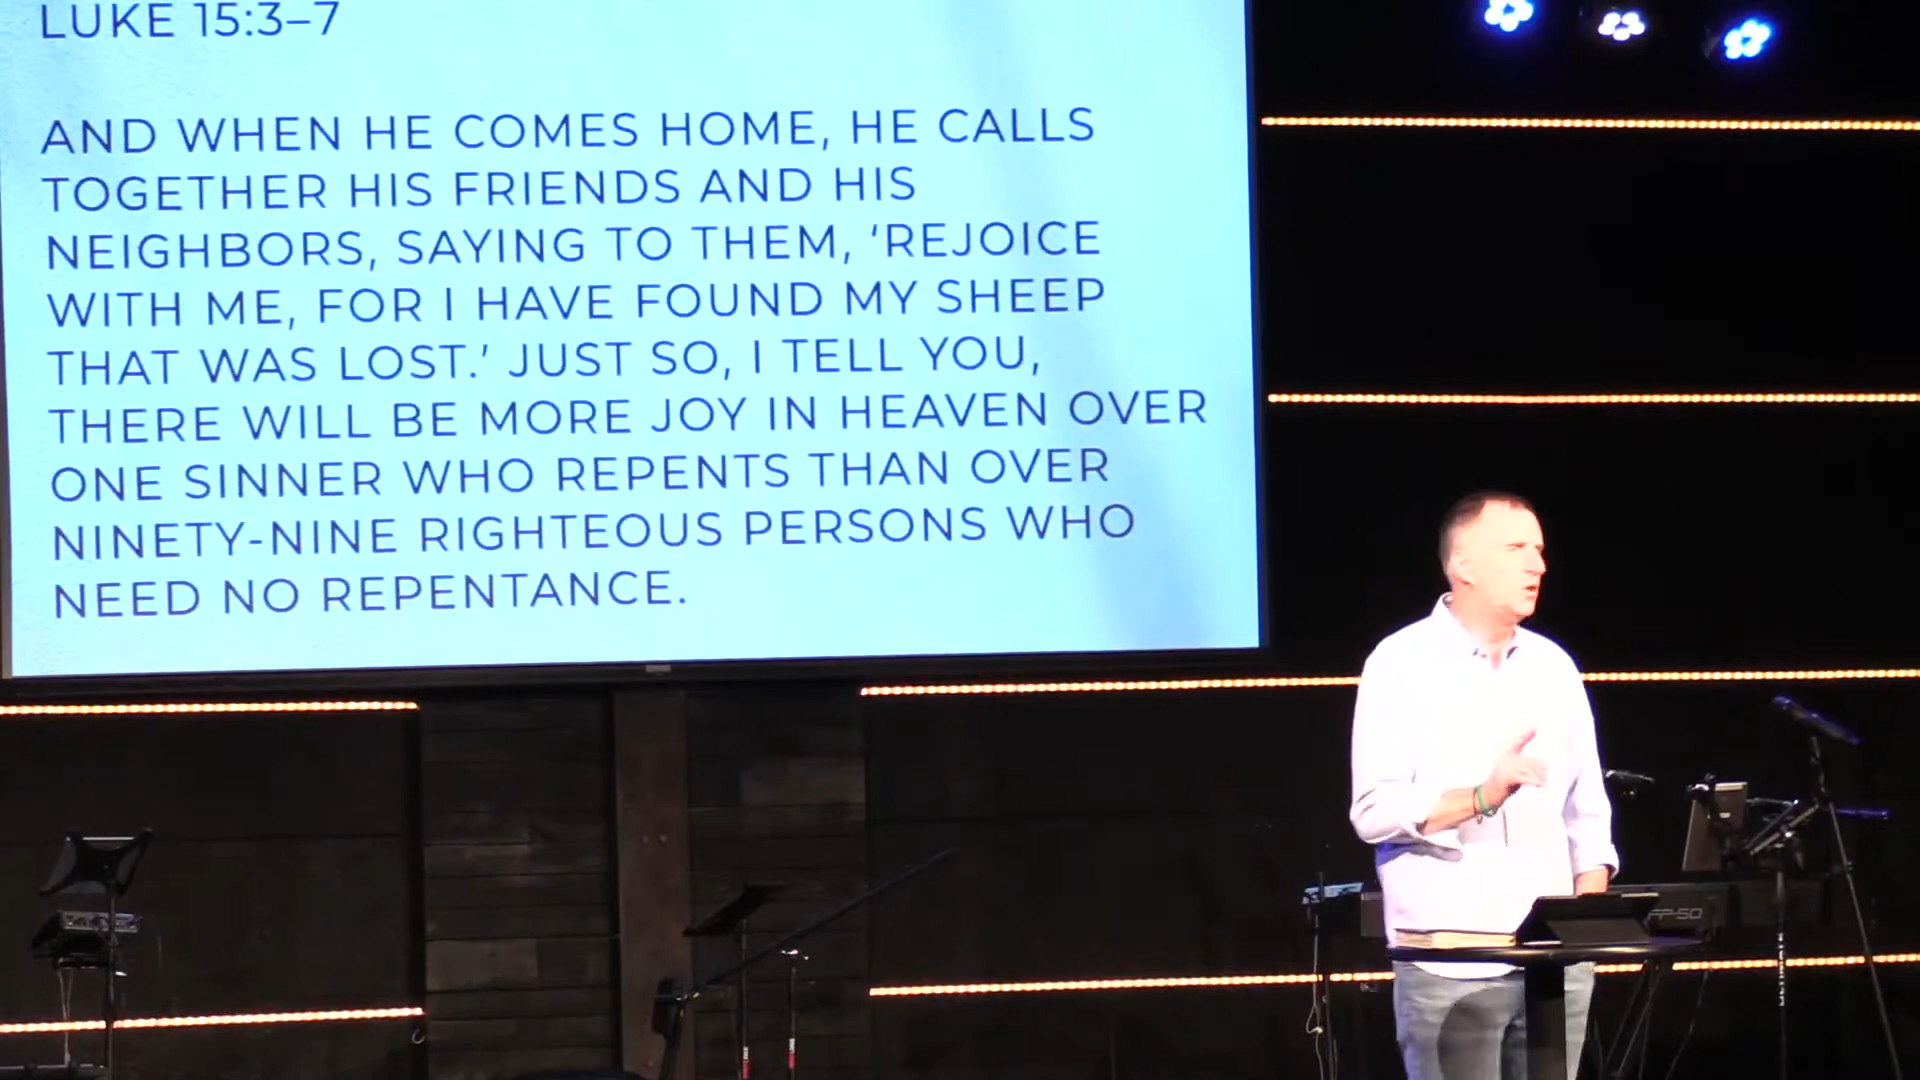 LUKE 15:3–7
AND WHEN HE COMES HOME, HE CALLS
TOGETHER HIS FRIENDS AND HIS
NEIGHBORS, SAYING TO THEM, ‘REJOICE
WITH ME, FOR I HAVE FOUND MY SHEEP
THAT WAS LOST.’ JUST SO, I TELL YOU,
THERE WILL BE MORE JOY IN HEAVEN OVER
ONE SINNER WHO REPENTS THAN OVER
NINETY-NINE RIGHTEOUS PERSONS WHO
NEED NO REPENTANCE.
FP-50